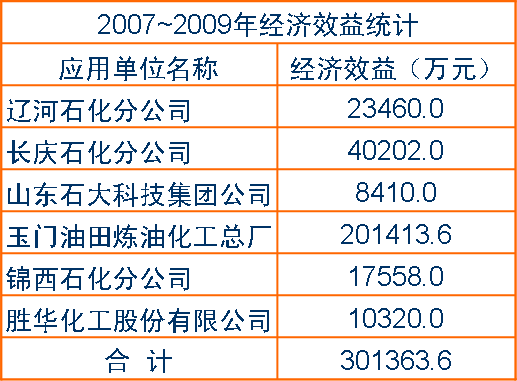 2007~2009年经济效益统计
应用单位名称 经济效益（万元）
辽河石化分公司 23460.0
长庆石化分公司 40202.0
山东石大科技集团公司 8410.0
玉门油田炼油化工总厂 201413.6
锦西石化分公司 17558.0
胜华化工股份有限公司 10320.0
合 计 301363.6